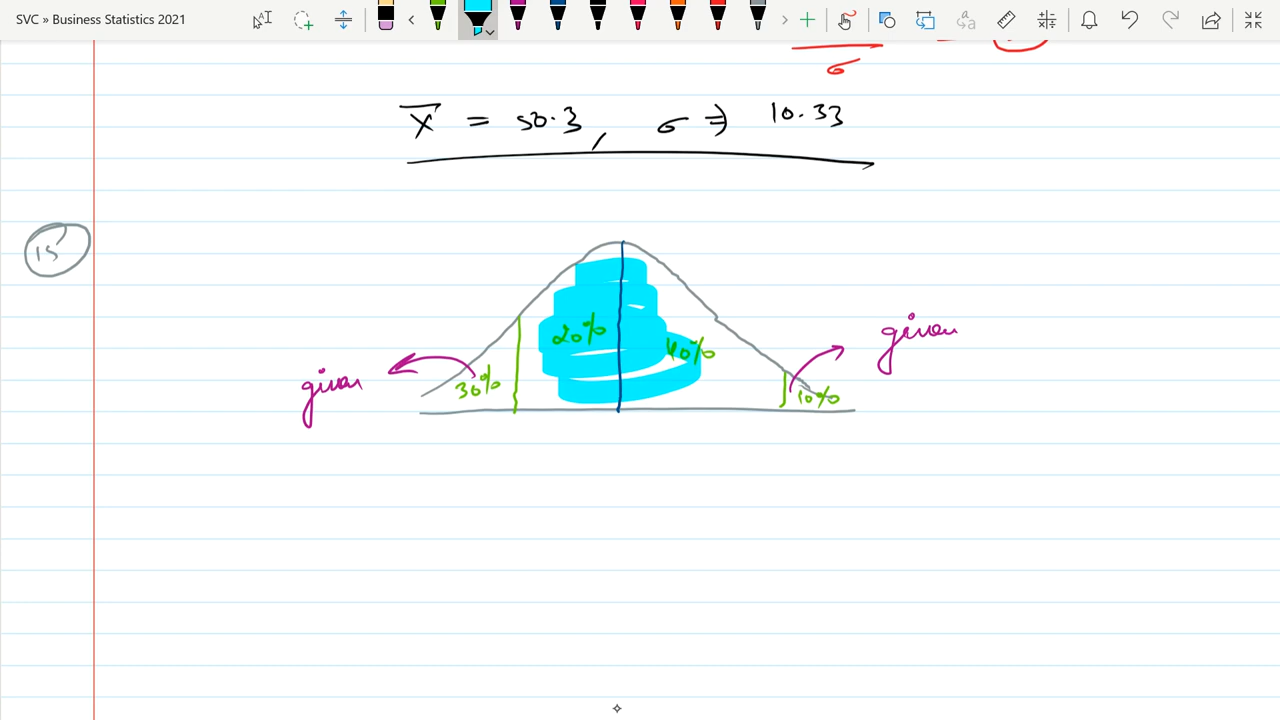 SVC » Business Statistics 2021
σ
X̄ = 50.3, σ ⇒ 10.33
15
20%
given
40%
30%
given
10%